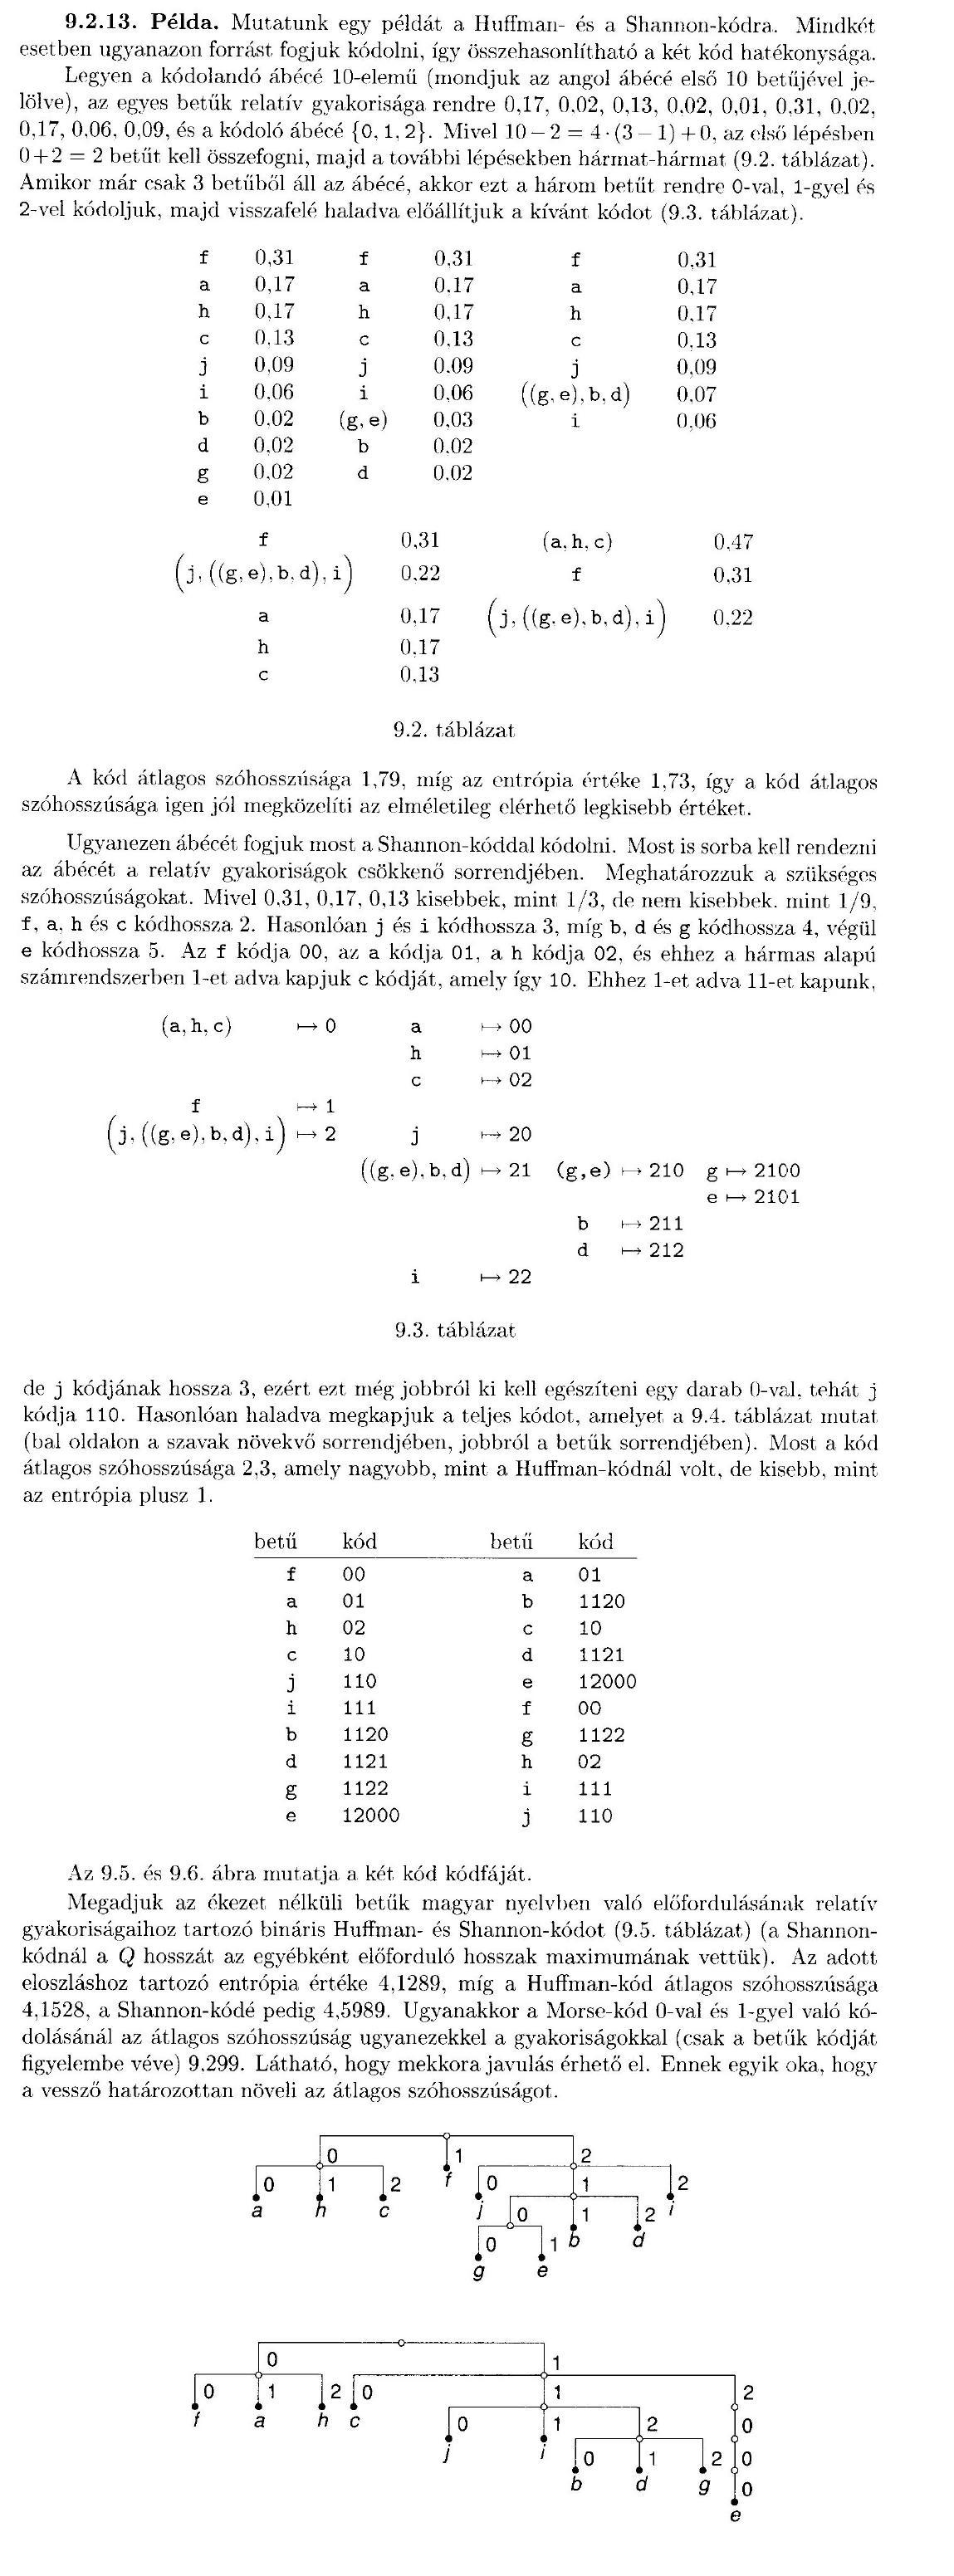 9.2.13. Példa. Mutatunk egy példát a Huffman- és a Shannon-kódra. Mindkét
esetben ugyanazon forrást fogjuk kódolni, így összehasonlítható a két kód hatékonysága.
Legyen a kódolandó ábécé 10-elemű (mondjuk az angol ábécé első 10 betűjével je-
lölve), az egyes betűk relatív gyakorisága rendre 0,17, 0,02, 0,13, 0,02, 0,01, 0,31, 0,02,
0,17, 0,06, 0,09, és a kódoló ábécé {0, 1, 2}. Mivel 10 − 2 = 4 · (3 − 1) + 0, az első lépésben
0 + 2 = 2 betűt kell összefogni, majd a további lépésekben hármat-hármat (9.2. táblázat).
Amikor már csak 3 betűből áll az ábécé, akkor ezt a három betűt rendre 0-val, 1-gyel és
2-vel kódoljuk, majd visszafelé haladva előállítjuk a kívánt kódot (9.3. táblázat).
f 0,31 f 0,31 f 0,31
a 0,17 a 0,17 a 0,17
h 0,17 h 0,17 h 0,17
c 0,13 c 0,13 c 0,13
j 0,09 j 0,09 j 0,09
i 0,06 i 0,06 ((g,e),b,d) 0,07
b 0,02 (g,e) 0,03 i 0,06
d 0,02 b 0,02
g 0,02 d 0,02
e 0,01
f 0,31 (a,h,c) 0,47
(j,((g,e),b,d),i) 0,22 f 0,31
a 0,17 (j,((g,e),b,d),i) 0,22
h 0,17
c 0,13
9.2. táblázat
A kód átlagos szóhosszúsága 1,79, míg az entrópia értéke 1,73, így a kód átlagos
szóhosszúsága igen jól megközelíti az elméletileg elérhető legkisebb értéket.
Ugyanezen ábécét fogjuk most a Shannon-kóddal kódolni. Most is sorba kell rendezni
az ábécét a relatív gyakoriságok csökkenő sorrendjében. Meghatározzuk a szükséges
szóhosszúságokat. Mivel 0,31, 0,17, 0,13 kisebbek, mint 1/3, de nem kisebbek, mint 1/9,
f, a, h és c kódhossza 2. Hasonlóan j és i kódhossza 3, míg b, d és g kódhossza 4, végül
e kódhossza 5. Az f kódja 00, az a kódja 01, a h kódja 02, és ehhez a hármas alapú
számrendszerben 1-et adva kapjuk c kódját, amely így 10. Ehhez 1-et adva 11-et kapunk,
(a,h,c) ↦ 0 a ↦ 00
h ↦ 01
c ↦ 02
f ↦ 1
(j,((g,e),b,d),i) ↦ 2 j ↦ 20
((g,e),b,d) ↦ 21 (g,e) ↦ 210 g ↦ 2100
e ↦ 2101
b ↦ 211
d ↦ 212
i ↦ 22
9.3. táblázat
de j kódjának hossza 3, ezért ezt még jobbról ki kell egészíteni egy darab 0-val, tehát j
kódja 110. Hasonlóan haladva megkapjuk a teljes kódot, amelyet a 9.4. táblázat mutat
(bal oldalon a szavak növekvő sorrendjében, jobbról a betűk sorrendjében). Most a kód
átlagos szóhosszúsága 2,3, amely nagyobb, mint a Huffman-kódnál volt, de kisebb, mint
az entrópia plusz 1.
betű kód betű kód
f 00 a 01
a 01 b 1120
h 02 c 10
c 10 d 1121
j 110 e 12000
i 111 f 00
b 1120 g 1122
d 1121 h 02
g 1122 i 111
e 12000 j 110
Az 9.5. és 9.6. ábra mutatja a két kód kódfáját.
Megadjuk az ékezet nélküli betűk magyar nyelvben való előfordulásának relatív
gyakoriságaihoz tartozó bináris Huffman- és Shannon-kódot (9.5. táblázat) (a Shannon-
kódnál a Q hosszát az egyébként előforduló hosszak maximumának vettük). Az adott
eloszláshoz tartozó entrópia értéke 4,1289, míg a Huffman-kód átlagos szóhosszúsága
4,1528, a Shannon-kódé pedig 4,5989. Ugyanakkor a Morse-kód 0-val és 1-gyel való kó-
dolásánál az átlagos szóhosszúság ugyanezekkel a gyakoriságokkal (csak a betűk kódját
figyelembe véve) 9,299. Látható, hogy mekkora javulás érhető el. Ennek egyik oka, hogy
a vessző határozottan növeli az átlagos szóhosszúságot.
0 1 2
0 1 2 f 0 1 2
a h c j 0 1 2 i
0 1 b d
g e
0 1
0 1 2 0 1 2
f a h c 0 1 2 0
j i 0 1 2 0
b d g 0
e